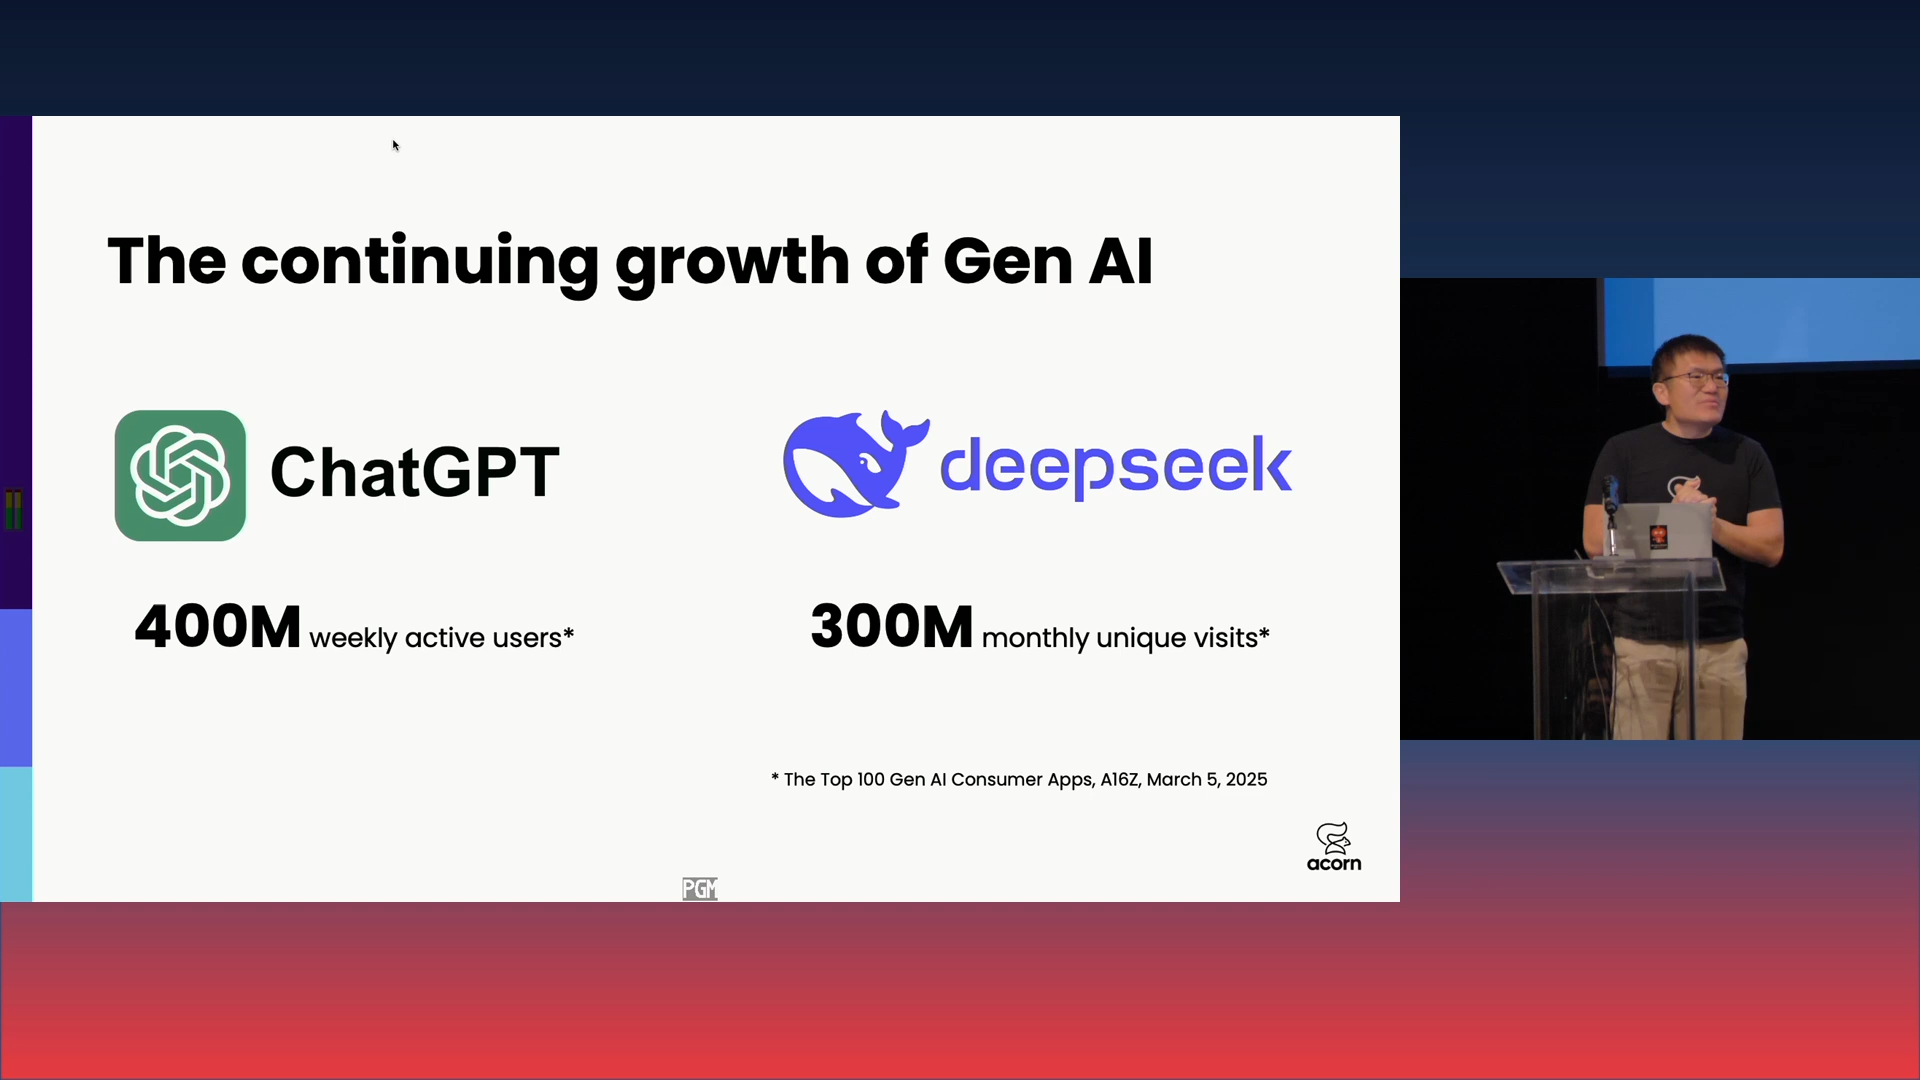 The continuing growth of Gen AI
ChatGPT
deepseek
400M weekly active users*
300M monthly unique visits*
* The Top 100 Gen AI Consumer Apps, A16Z, March 5, 2025
acorn
PGM